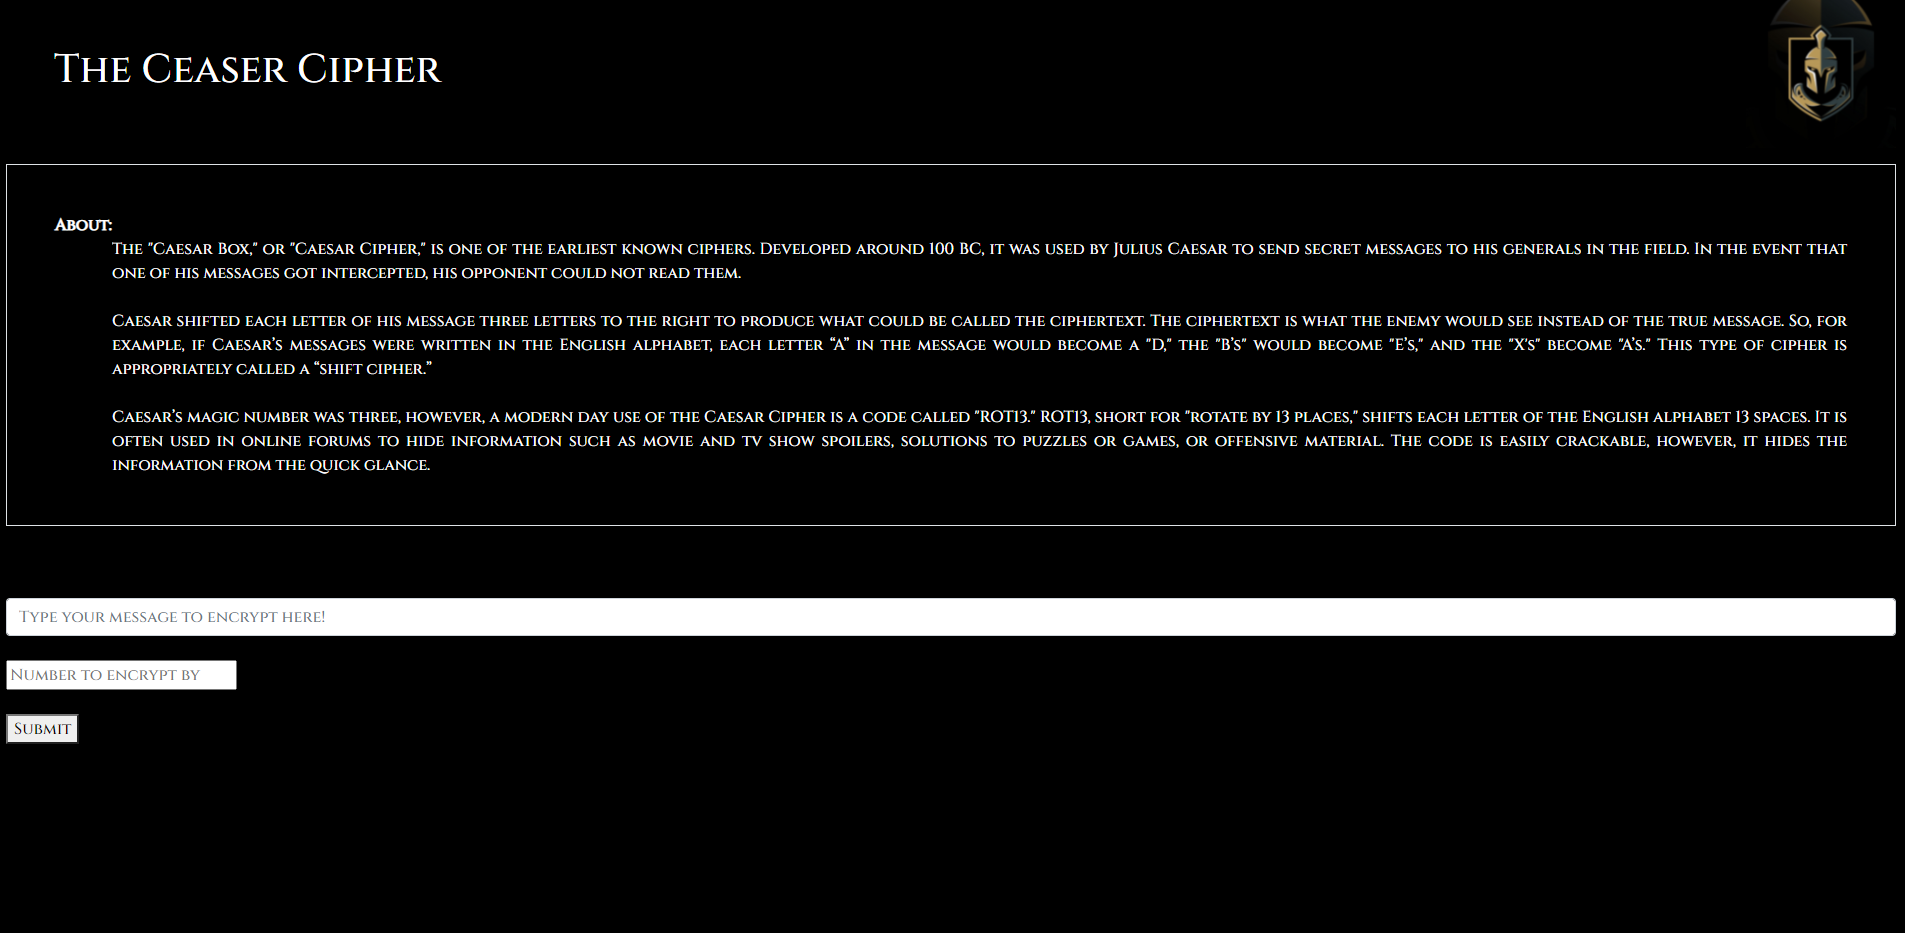 The Ceaser Cipher
About:
The "Caesar Box," or "Caesar Cipher," is one of the earliest known ciphers. Developed around 100 BC, it was used by Julius Caesar to send secret messages to his generals in the field. In the event that
one of his messages got intercepted, his opponent could not read them.
Caesar shifted each letter of his message three letters to the right to produce what could be called the ciphertext. The ciphertext is what the enemy would see instead of the true message. So, for
example, if Caesar’s messages were written in the English alphabet, each letter “A” in the message would become a "D," the "B’s" would become "E’s," and the "X's" become "A’s." This type of cipher is
appropriately called a “shift cipher.”
Caesar’s magic number was three, however, a modern day use of the Caesar Cipher is a code called "ROT13." ROT13, short for "rotate by 13 places," shifts each letter of the English alphabet 13 spaces. It is
often used in online forums to hide information such as movie and tv show spoilers, solutions to puzzles or games, or offensive material. The code is easily crackable, however, it hides the
information from the quick glance.
Type your message to encrypt here!
Number to encrypt by
Submit